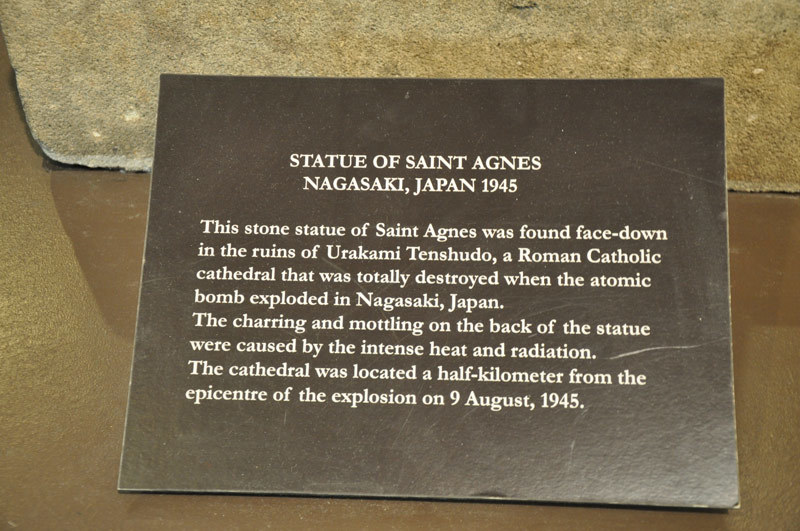 STATUE OF SAINT AGNES
NAGASAKI, JAPAN 1945
This stone statue of Saint Agnes was found face-down
in the ruins of Urakami Tenshudo, a Roman Catholic
cathedral that was totally destroyed when the atomic
bomb exploded in Nagasaki, Japan.
The charring and mottling on the back of the statue
were caused by the intense heat and radiation.
The cathedral was located a half-kilometer from the
epicentre of the explosion on 9 August, 1945.